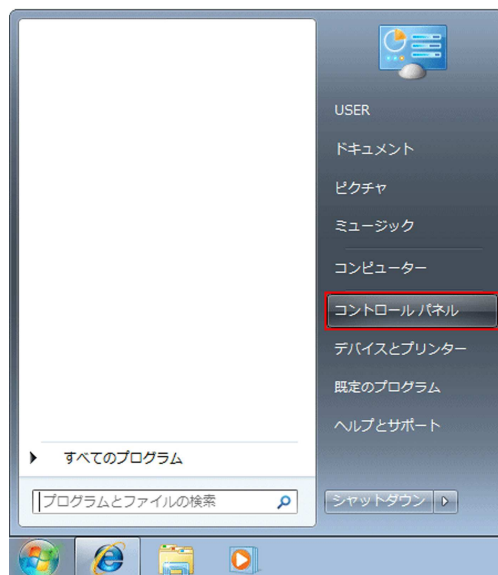 USER
ドキュメント
ピクチャ
ミュージック
コンピューター
コントロール パネル
デバイスとプリンター
既定のプログラム
ヘルプとサポート
すべてのプログラム
プログラムとファイルの検索
シャットダウン